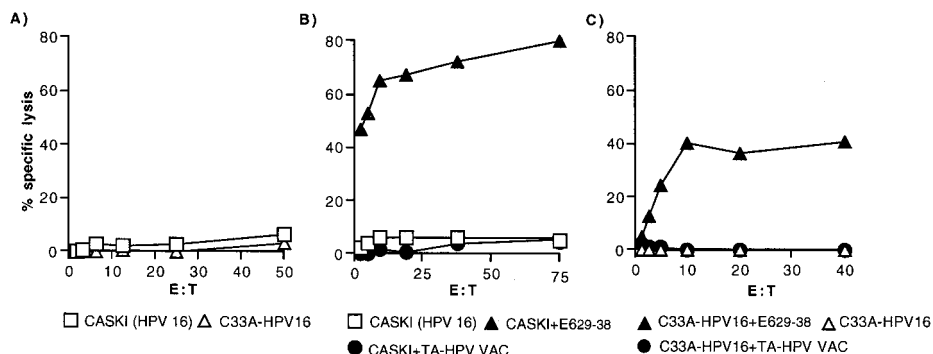 A)
B)
C)
% specific lysis
80
60
40
20
0
0 10 20 30 40 50
E:T
80
60
40
20
0
0 25 50 75
E:T
80
60
40
20
0
0 10 20 30 40
E:T
CASKI (HPV 16) C33A-HPV16
CASKI (HPV 16) CASKI+E629-38
CASKI+TA-HPV VAC
C33A-HPV16+E629-38 C33A-HPV16
C33A-HPV16+TA-HPV VAC